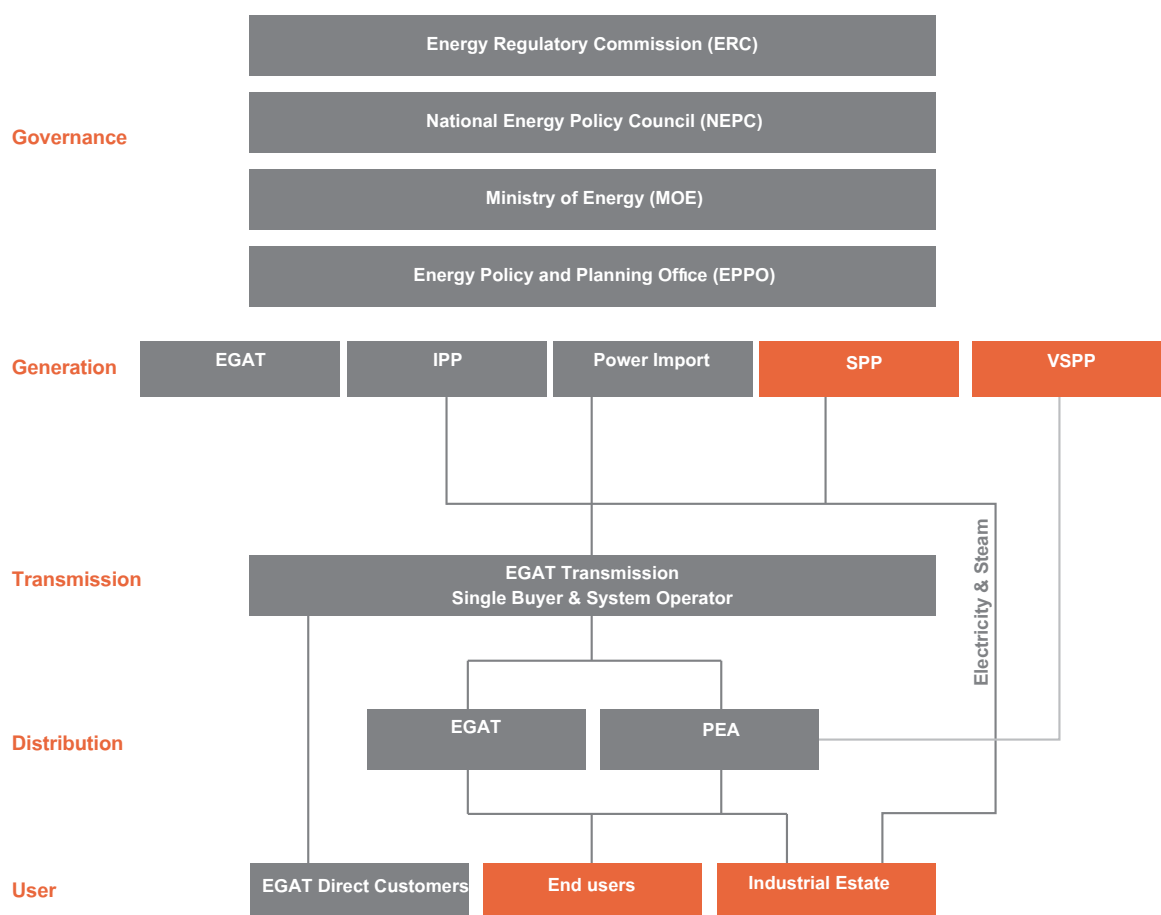 Energy Regulatory Commission (ERC)
Governance
National Energy Policy Council (NEPC)
Ministry of Energy (MOE)
Energy Policy and Planning Office (EPPO)
Generation
EGAT
IPP
Power Import
SPP
VSPP
Electricity & Steam
Transmission
EGAT Transmission
Single Buyer & System Operator
Distribution
EGAT
PEA
User
EGAT Direct Customers
End users
Industrial Estate